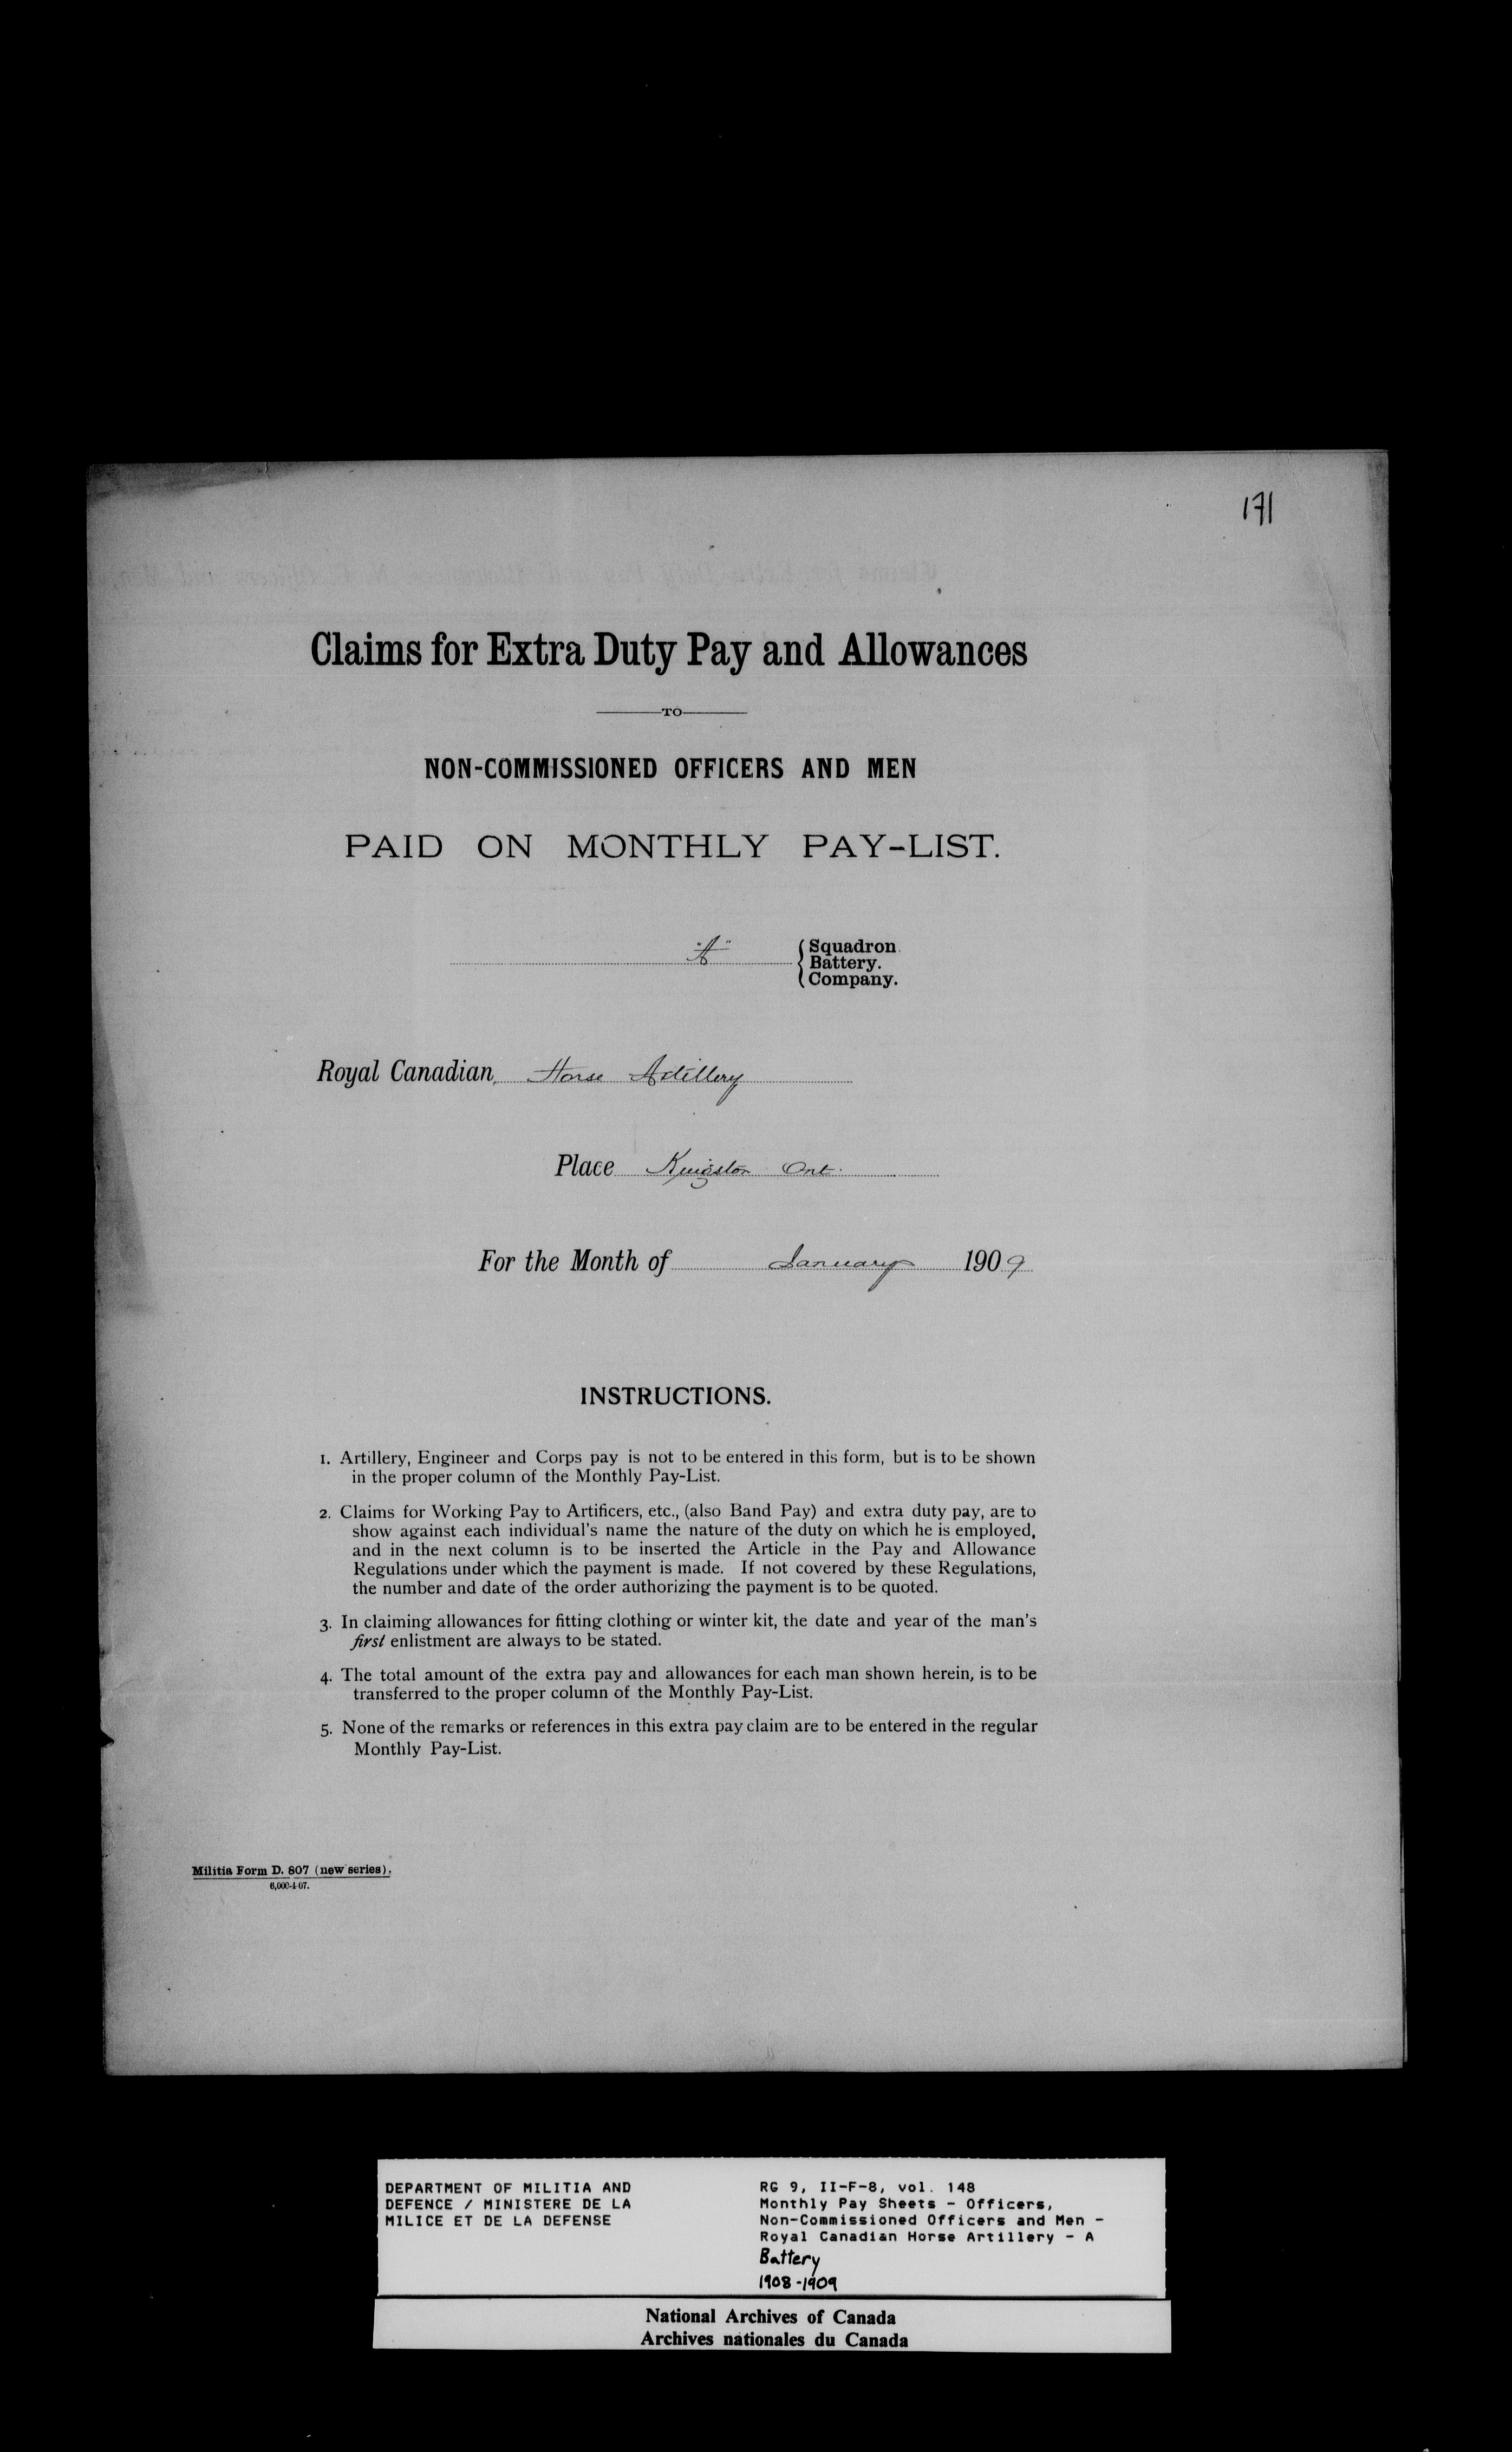 171
Claims for Extra Duty Pay and Allowances
TO
NON-COMMISSIONED OFFICERS AND MEN
PAID ON MONTHLY PAY-LIST.
"A" Squadron.
Battery.
Company.
Royal Canadian Horse Artillery
Place Kingston Ont.
For the Month of January 1909
INSTRUCTIONS.
1. Artillery, Engineer and Corps pay is not to be entered in this form, but is to be shown
in the proper column of the Monthly Pay-List.
2. Claims for Working Pay to Artificers, etc., (also Band Pay) and extra duty pay, are to
show against each individual's name the nature of the duty on which he is employed,
and in the next column is to be inserted the Article in the Pay and Allowance
Regulations under which the payment is made. If not covered by these Regulations,
the number and date of the order authorizing the payment is to be quoted.
3. In claiming allowances for fitting clothing or winter kit, the date and year of the man's
first enlistment are always to be stated.
4. The total amount of the extra pay and allowances for each man shown herein, is to be
transferred to the proper column of the Monthly Pay-List.
5. None of the remarks or references in this extra pay claim are to be entered in the regular
Monthly Pay-List.
Militia Form D. 807 (new series).
6,000-4-07.
DEPARTMENT OF MILITIA AND
DEFENCE / MINISTERE DE LA
MILICE ET DE LA DEFENSE
RG 9, II-F-8, vol. 148
Monthly Pay Sheets - Officers,
Non-Commissioned Officers and Men -
Royal Canadian Horse Artillery - A
Battery
1908-1909
National Archives of Canada
Archives nationales du Canada